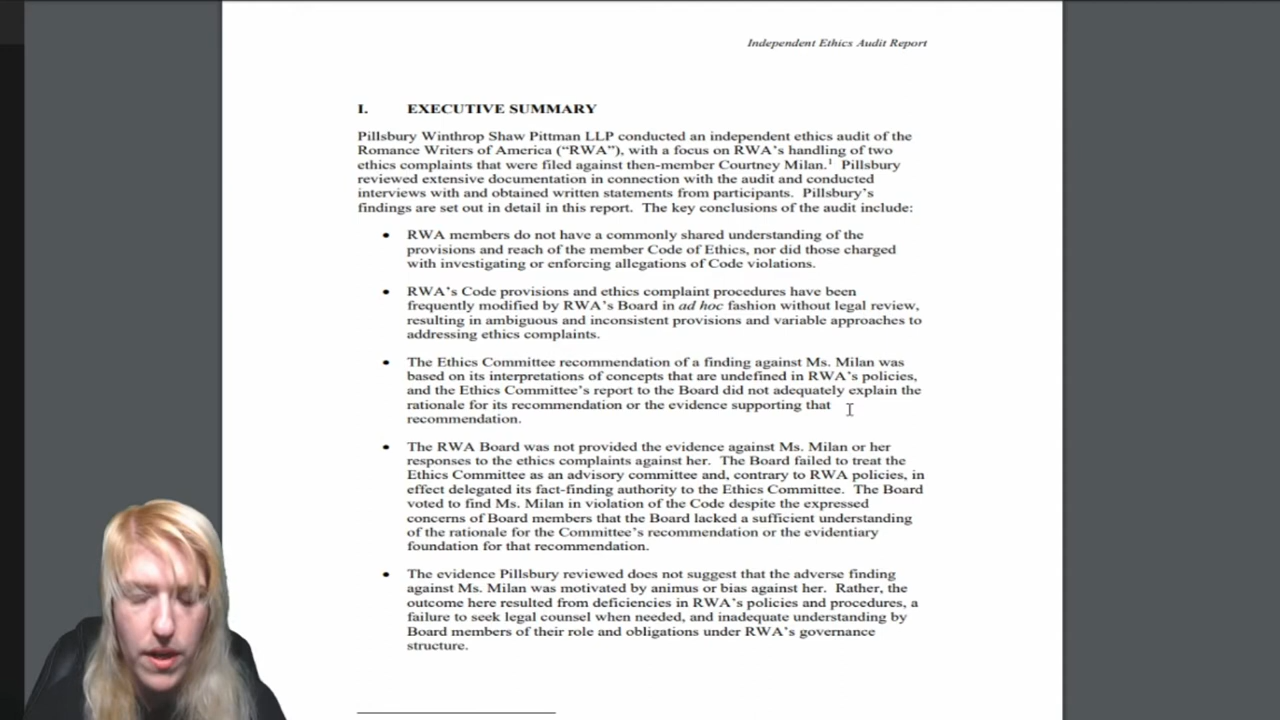 Independent Ethics Audit Report
I. EXECUTIVE SUMMARY
Pillsbury Winthrop Shaw Pittman LLP conducted an independent ethics audit of the
Romance Writers of America (“RWA”), with a focus on RWA’s handling of two
ethics complaints that were filed against then-member Courtney Milan.1 Pillsbury
reviewed extensive documentation in connection with the audit and conducted
interviews with and obtained written statements from participants. Pillsbury’s
findings are set out in detail in this report. The key conclusions of the audit include:
• RWA members do not have a commonly shared understanding of the
provisions and reach of the member Code of Ethics, nor did those charged
with investigating or enforcing allegations of Code violations.
• RWA’s Code provisions and ethics complaint procedures have been
frequently modified by RWA’s Board in ad hoc fashion without legal review,
resulting in ambiguous and inconsistent provisions and variable approaches to
addressing ethics complaints.
• The Ethics Committee recommendation of a finding against Ms. Milan was
based on its interpretations of concepts that are undefined in RWA’s policies,
and the Ethics Committee’s report to the Board did not adequately explain the
rationale for its recommendation or the evidence supporting that
recommendation.
• The RWA Board was not provided the evidence against Ms. Milan or her
responses to the ethics complaints against her. The Board failed to treat the
Ethics Committee as an advisory committee and, contrary to RWA policies, in
effect delegated its fact-finding authority to the Ethics Committee. The Board
voted to find Ms. Milan in violation of the Code despite the expressed
concerns of Board members that the Board lacked a sufficient understanding
of the rationale for the Committee’s recommendation or the evidentiary
foundation for that recommendation.
• The evidence Pillsbury reviewed does not suggest that the adverse finding
against Ms. Milan was motivated by animus or bias against her. Rather, the
outcome here resulted from deficiencies in RWA’s policies and procedures, a
failure to seek legal counsel when needed, and inadequate understanding by
Board members of their role and obligations under RWA’s governance
structure.